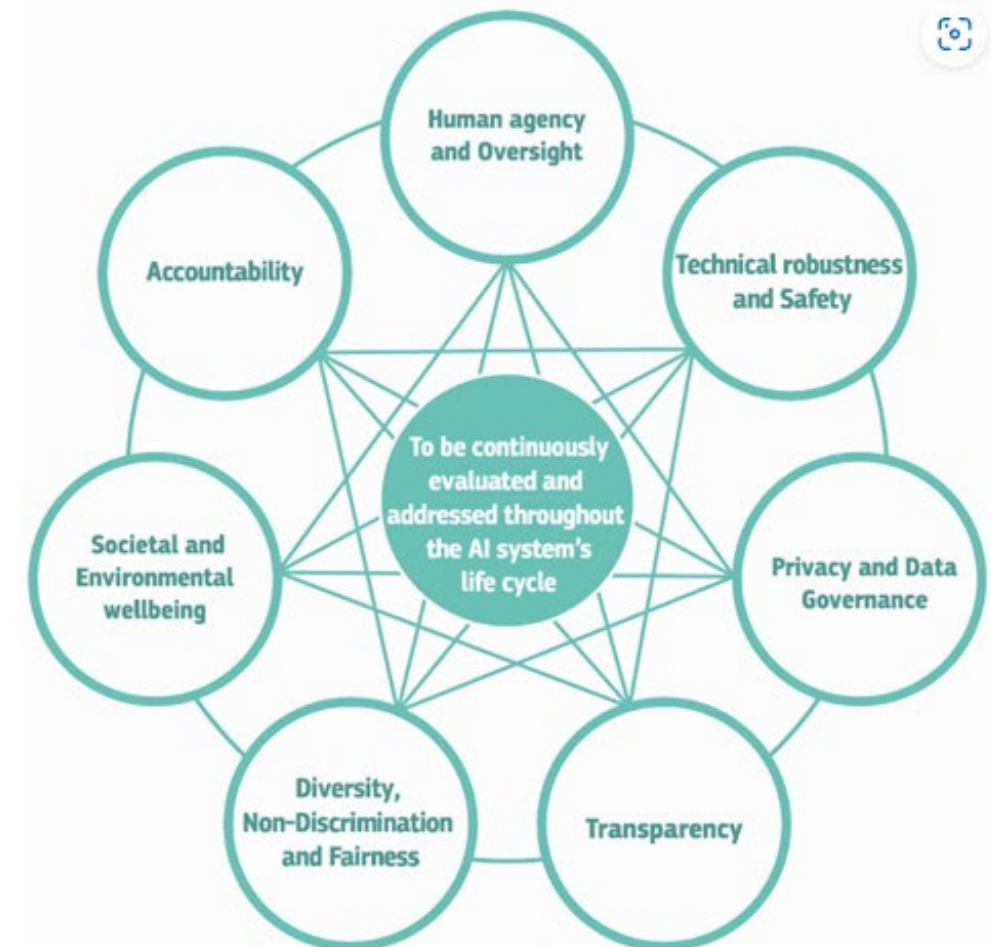 Human agency
and Oversight
Technical robustness
and Safety
Privacy and Data
Governance
Transparency
Diversity,
Non-Discrimination
and Fairness
Societal and
Environmental
wellbeing
Accountability
To be continuously
evaluated and
addressed throughout
the AI system's
life cycle